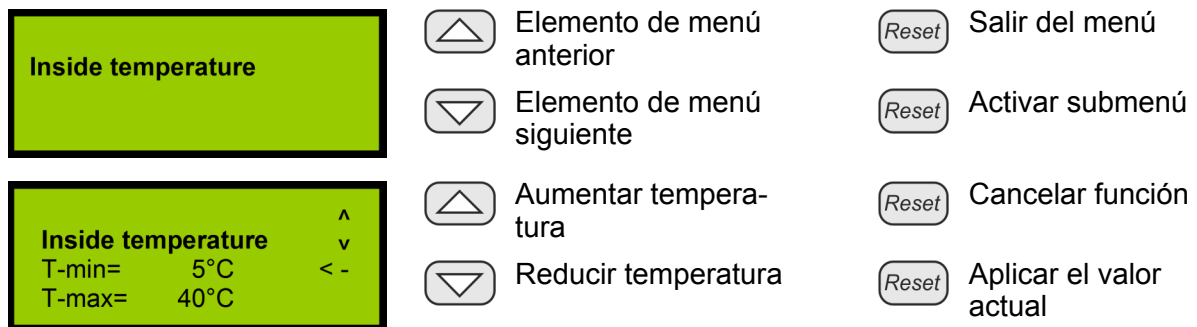 Inside temperature
Elemento de menú
anterior
Reset
Salir del menú
Elemento de menú
siguiente
Reset
Activar submenú
^
Inside temperature v
T-min= 5°C < -
T-max= 40°C
Aumentar tempera-
tura
Reset
Cancelar función
Reducir temperatura
Reset
Aplicar el valor
actual